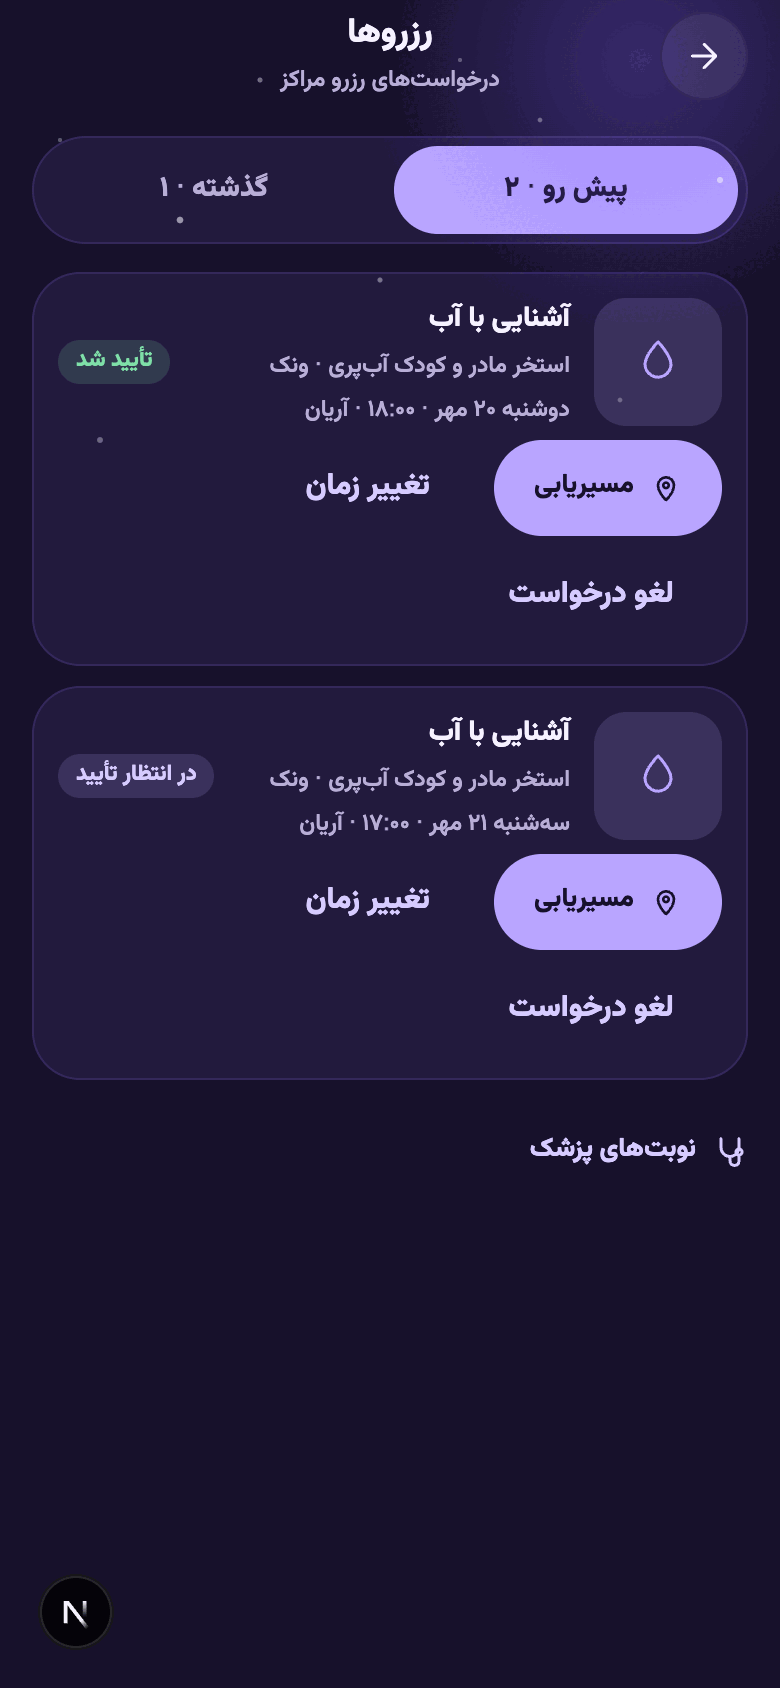 رزروها
درخواست‌های رزرو مراکز
پیش رو · ۲
گذشته · ۱
آشنایی با آب
استخر مادر و کودک آب‌پری · ونک
دوشنبه ۲۰ مهر · ۱۸:۰۰ · آریان
تأیید شد
مسیریابی
تغییر زمان
لغو درخواست
آشنایی با آب
استخر مادر و کودک آب‌پری · ونک
سه‌شنبه ۲۱ مهر · ۱۷:۰۰ · آریان
در انتظار تأیید
مسیریابی
تغییر زمان
لغو درخواست
نوبت‌های پزشک
N